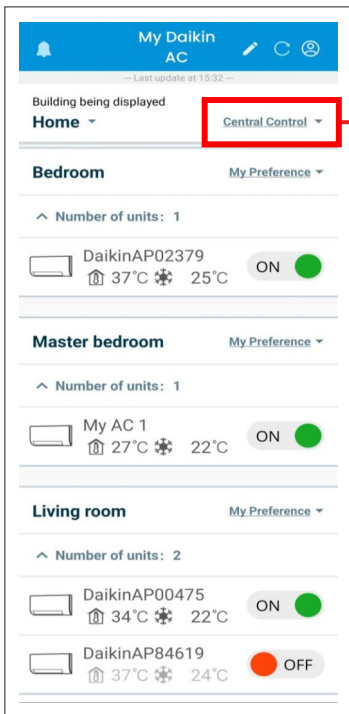 My Daikin
AC
— Last update at 15:32 —
Building being displayed
Home
Central Control
Bedroom
My Preference
Number of units: 1
DaikinAP02379
37°C 25°C
ON
Master bedroom
My Preference
Number of units: 1
My AC 1
27°C 22°C
ON
Living room
My Preference
Number of units: 2
DaikinAP00475
34°C 22°C
ON
DaikinAP84619
37°C 24°C
OFF